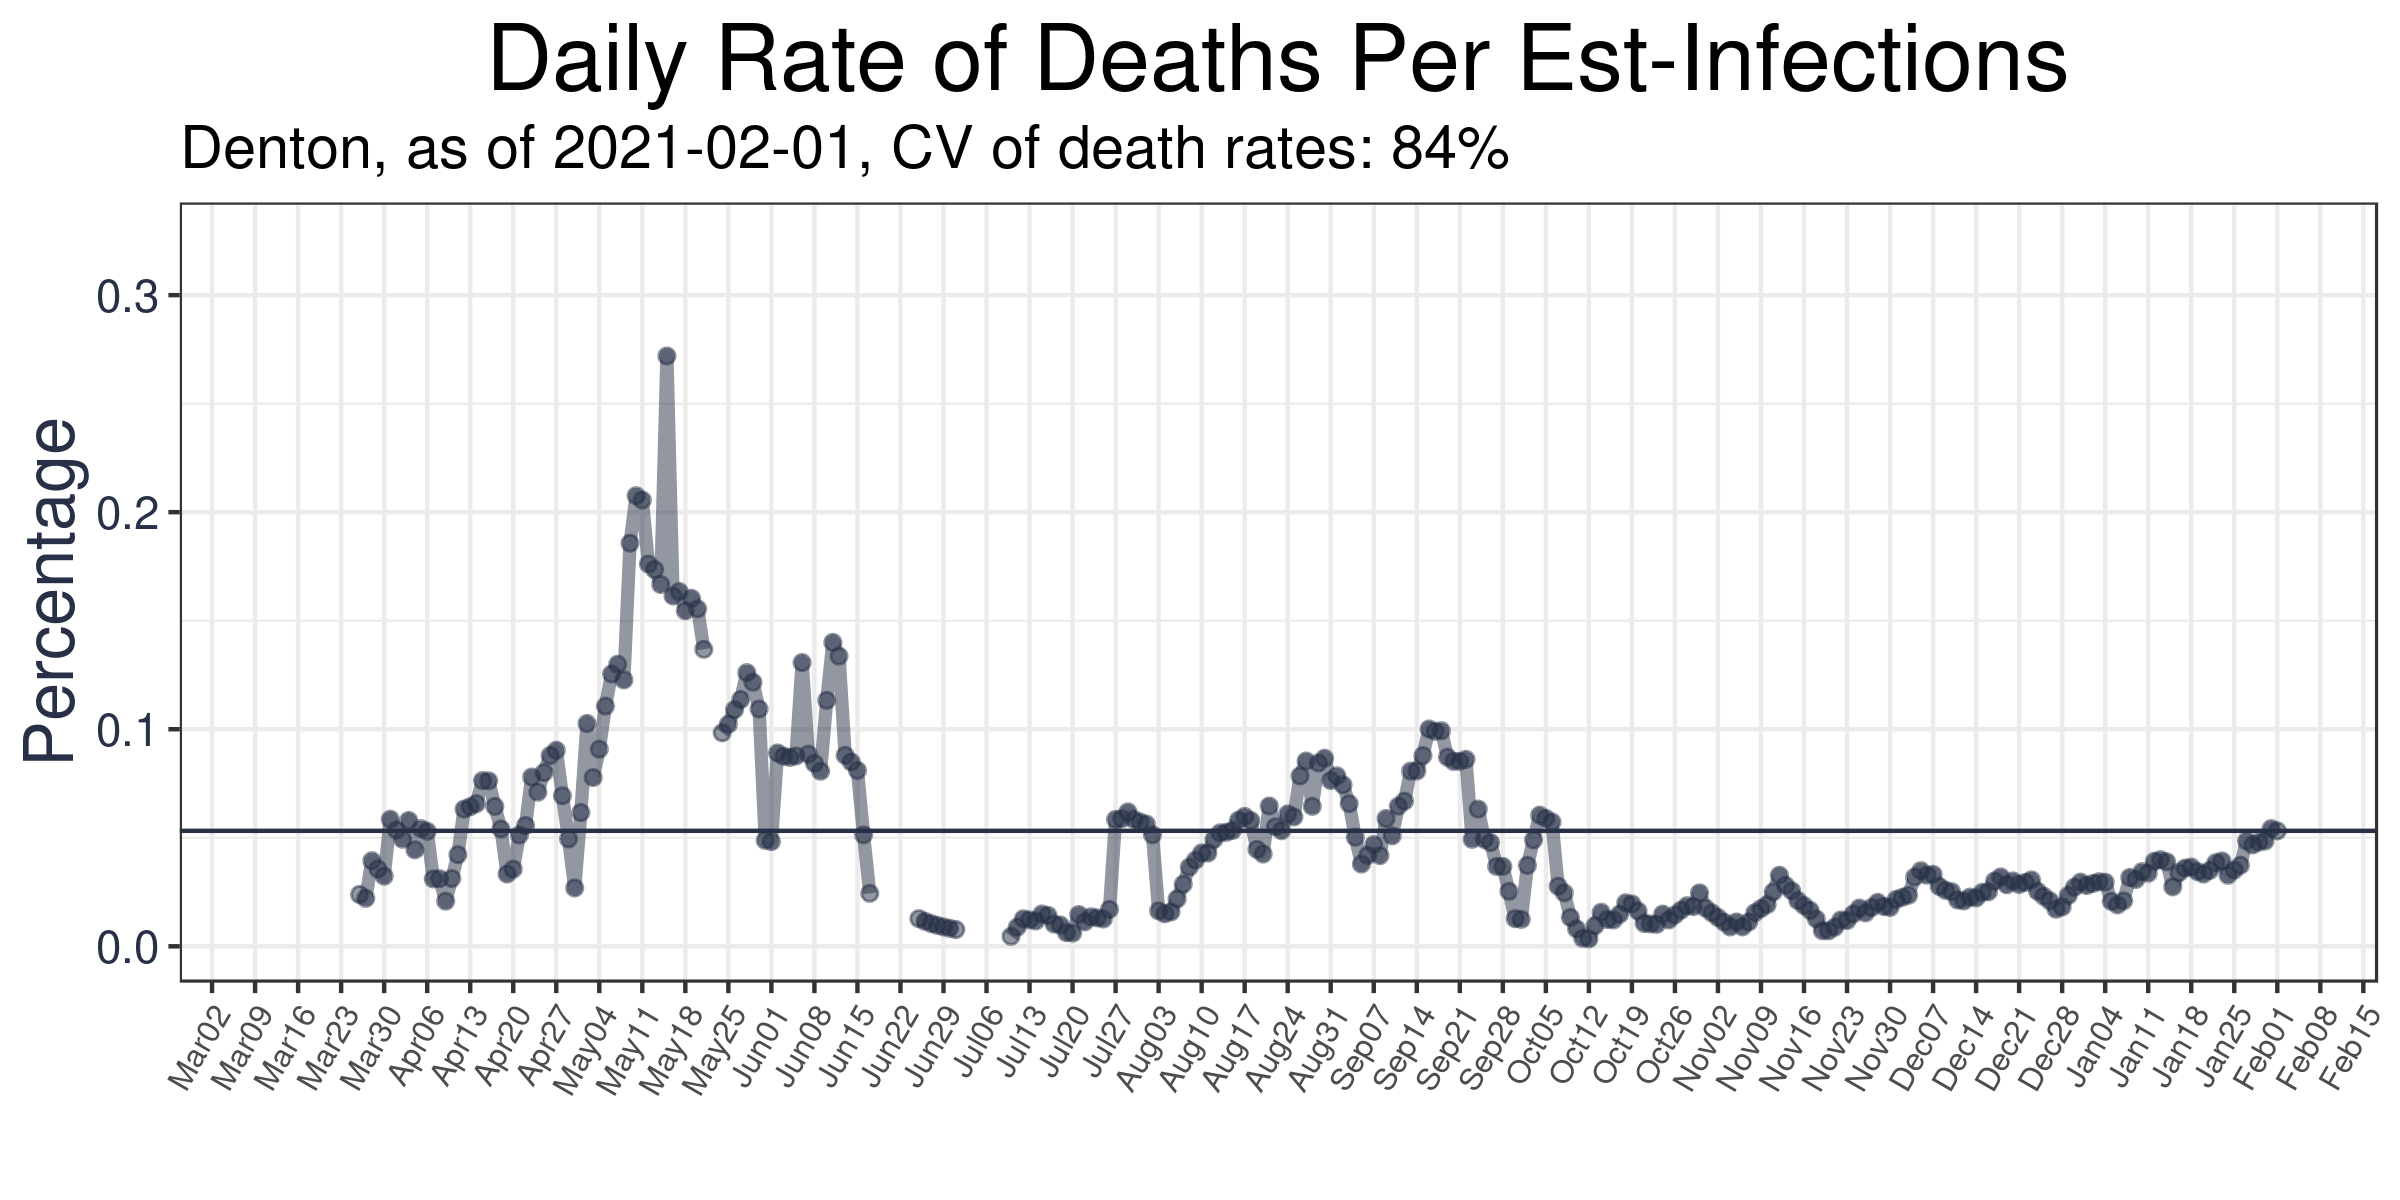 Daily Rate of Deaths Per Est-Infections
Denton, as of 2021-02-01, CV of death rates: 84%
Percentage
0.3
0.2
0.1
0.0
Mar02
Mar09
Mar16
Mar23
Mar30
Apr06
Apr13
Apr20
Apr27
May04
May11
May18
May25
Jun01
Jun08
Jun15
Jun22
Jun29
Jul06
Jul13
Jul20
Jul27
Aug03
Aug10
Aug17
Aug24
Aug31
Sep07
Sep14
Sep21
Sep28
Oct05
Oct12
Oct19
Oct26
Nov02
Nov09
Nov16
Nov23
Nov30
Dec07
Dec14
Dec21
Dec28
Jan04
Jan11
Jan18
Jan25
Feb01
Feb08
Feb15